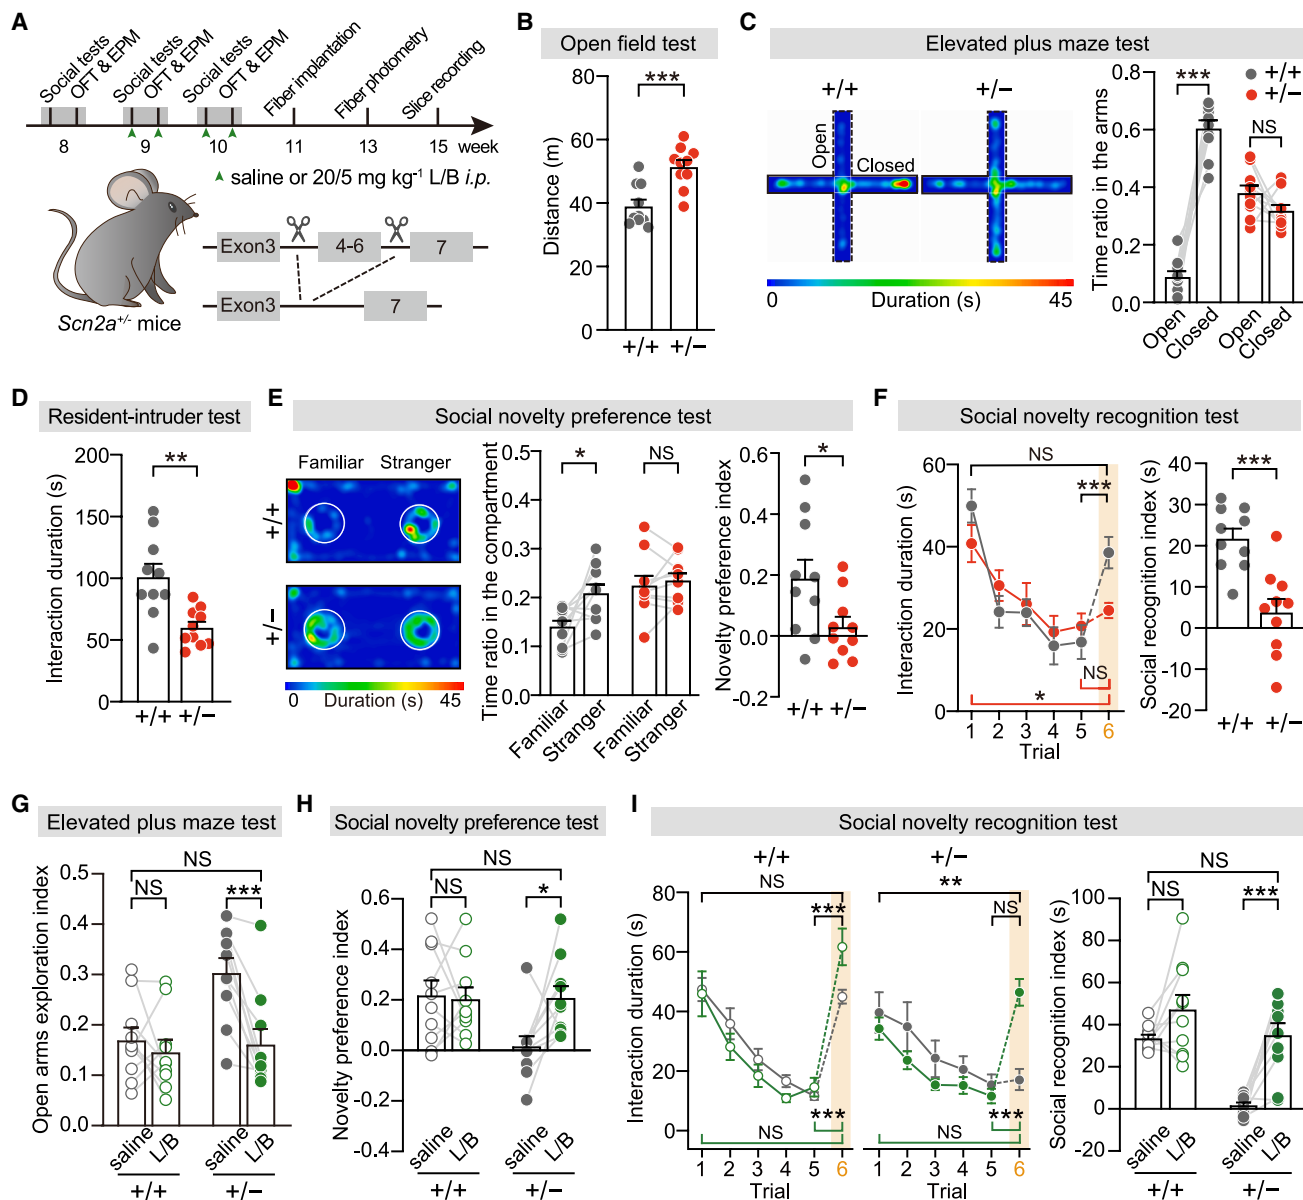 A
Social tests
OFT & EPM
Social tests
OFT & EPM
Social tests
OFT & EPM
Fiber implantation
Fiber photometry
Slice recording
8 9 10 11 13 15 week
saline or 20/5 mg kg⁻¹ L/B i.p.
Exon3 4-6 7
Exon3 7
Scn2a+/- mice
B
Open field test
***
Distance (m)
80
60
40
20
0
+/+ +/−
C
Elevated plus maze test
+/+ +/−
Open
Closed
0 45
Duration (s)
Time ratio in the arms
0.8
0.6
0.4
0.2
0.0
+/+
+/−
***
NS
Open Closed Open Closed
D
Resident-intruder test
**
Interaction duration (s)
200
150
100
50
0
+/+ +/−
E
Social novelty preference test
Familiar Stranger
+/+
+/−
0 45
Duration (s)
Time ratio in the compartment
0.5
0.4
0.3
0.2
0.1
0.0
* NS
Familiar Stranger Familiar Stranger
Novelty preference index
0.6
0.4
0.2
0.0
-0.2
*
+/+ +/−
F
Social novelty recognition test
Interaction duration (s)
60
40
20
0
NS
***
NS
*
1 2 3 4 5 6
Trial
Social recognition index (s)
40
30
20
10
0
-10
-20
***
+/+ +/−
G
Elevated plus maze test
Open arms exploration index
0.5
0.4
0.3
0.2
0.1
0.0
NS
NS ***
saline L/B saline L/B
+/+ +/−
H
Social novelty preference test
Novelty preference index
0.6
0.4
0.2
0.0
-0.2
-0.4
NS
NS *
saline L/B saline L/B
+/+ +/−
I
Social novelty recognition test
+/+ +/−
Interaction duration (s)
80
60
40
20
0
NS
***
***
NS
1 2 3 4 5 6
Trial
**
NS
***
NS
1 2 3 4 5 6
Trial
Social recognition index (s)
100
80
60
40
20
0
-20
NS
NS ***
saline L/B saline L/B
+/+ +/−